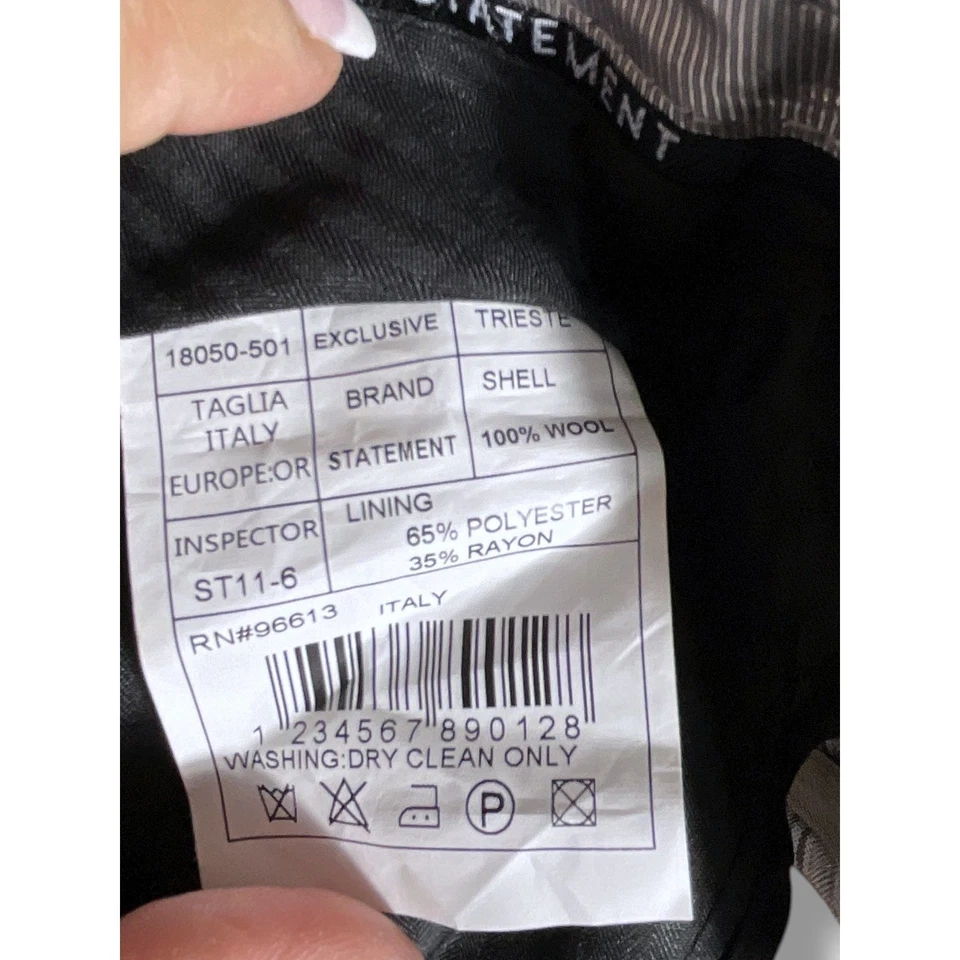 STATEMENT
18050-501 EXCLUSIVE TRIESTE
TAGLIA
ITALY
EUROPE:OR
BRAND
STATEMENT
SHELL
100% WOOL
INSPECTOR
ST11-6
LINING
65% POLYESTER
35% RAYON
RN#96613 ITALY
1 234567 890128
WASHING:DRY CLEAN ONLY
P